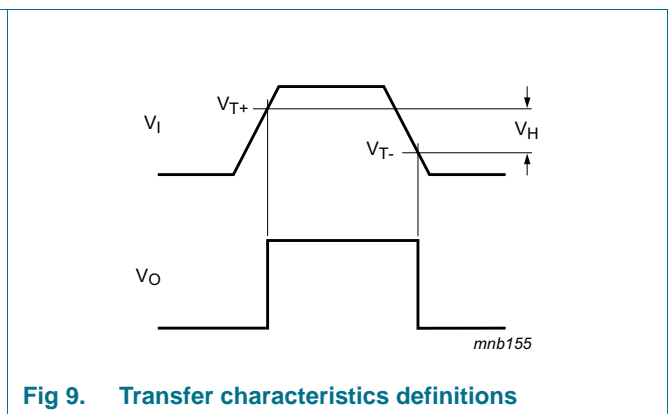 VT+
VI
VH
VT-
VO
mnb155
Fig 9. Transfer characteristics definitions